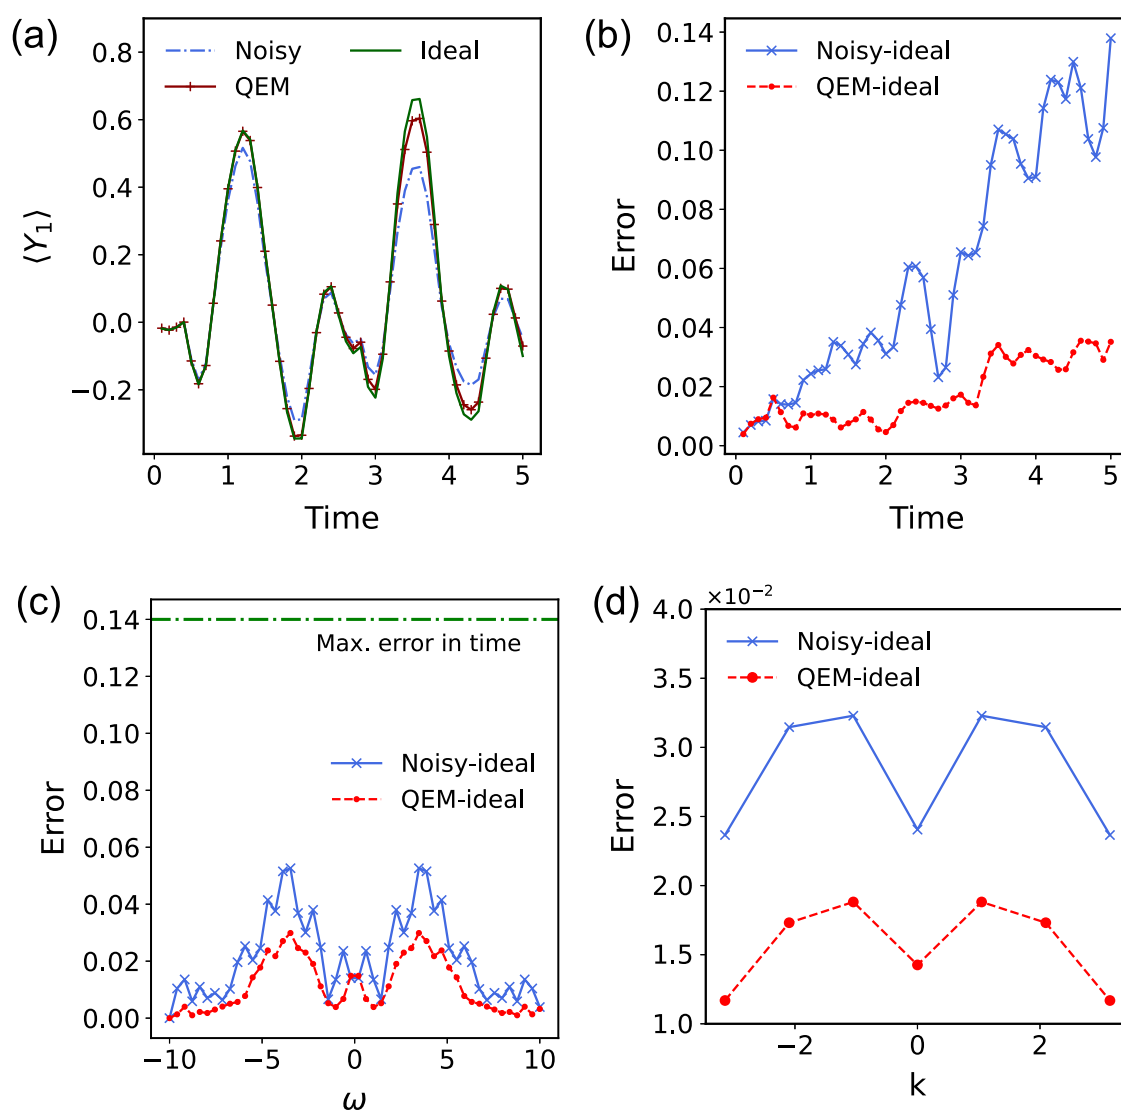 (a)
0.8
0.6
0.4
0.2
0.0
−0.2
⟨Y₁⟩
Noisy
QEM
Ideal
0 1 2 3 4 5
Time
(b)
0.14
0.12
0.10
0.08
0.06
0.04
0.02
0.00
Error
Noisy-ideal
QEM-ideal
0 1 2 3 4 5
Time
(c)
0.14
0.12
0.10
0.08
0.06
0.04
0.02
0.00
Error
Max. error in time
Noisy-ideal
QEM-ideal
−10 −5 0 5 10
ω
(d)
×10⁻²
4.0
3.5
3.0
2.5
2.0
1.5
1.0
Error
Noisy-ideal
QEM-ideal
−2 0 2
k